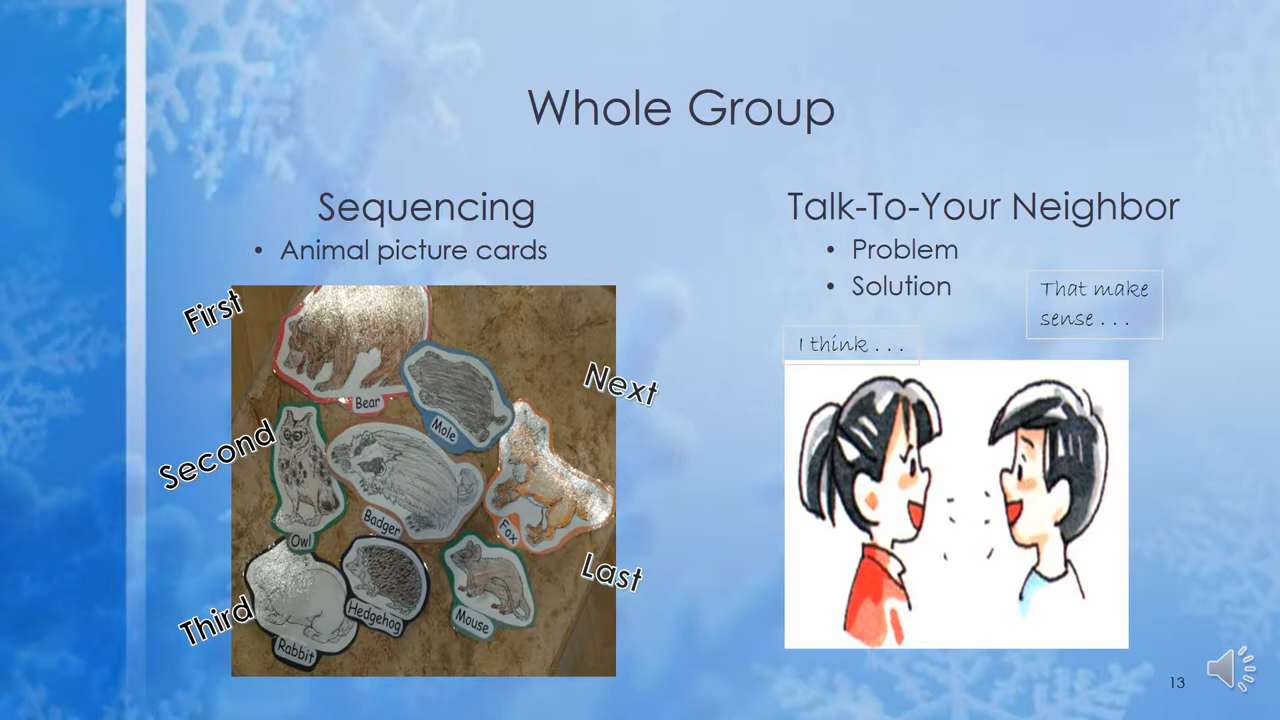 Whole Group
Sequencing
• Animal picture cards
First
Second
Third
Next
Last
Bear
Mole
Owl
Badger
Fox
Rabbit
Hedgehog
Mouse
Talk-To-Your Neighbor
• Problem
• Solution
That make
sense . . .
I think . . .
13